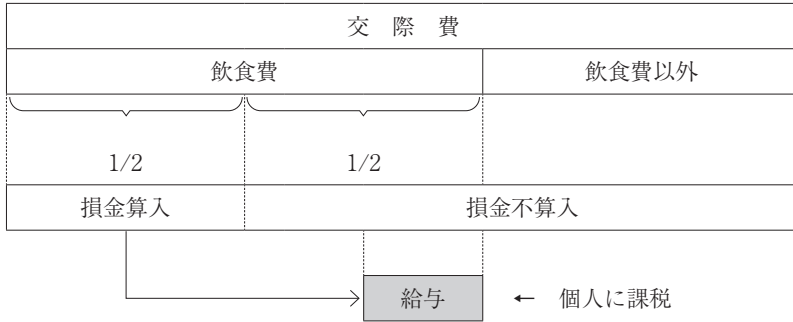 交 際 費
飲食費 飲食費以外
1/2 1/2
損金算入 損金不算入
給与 ← 個人に課税